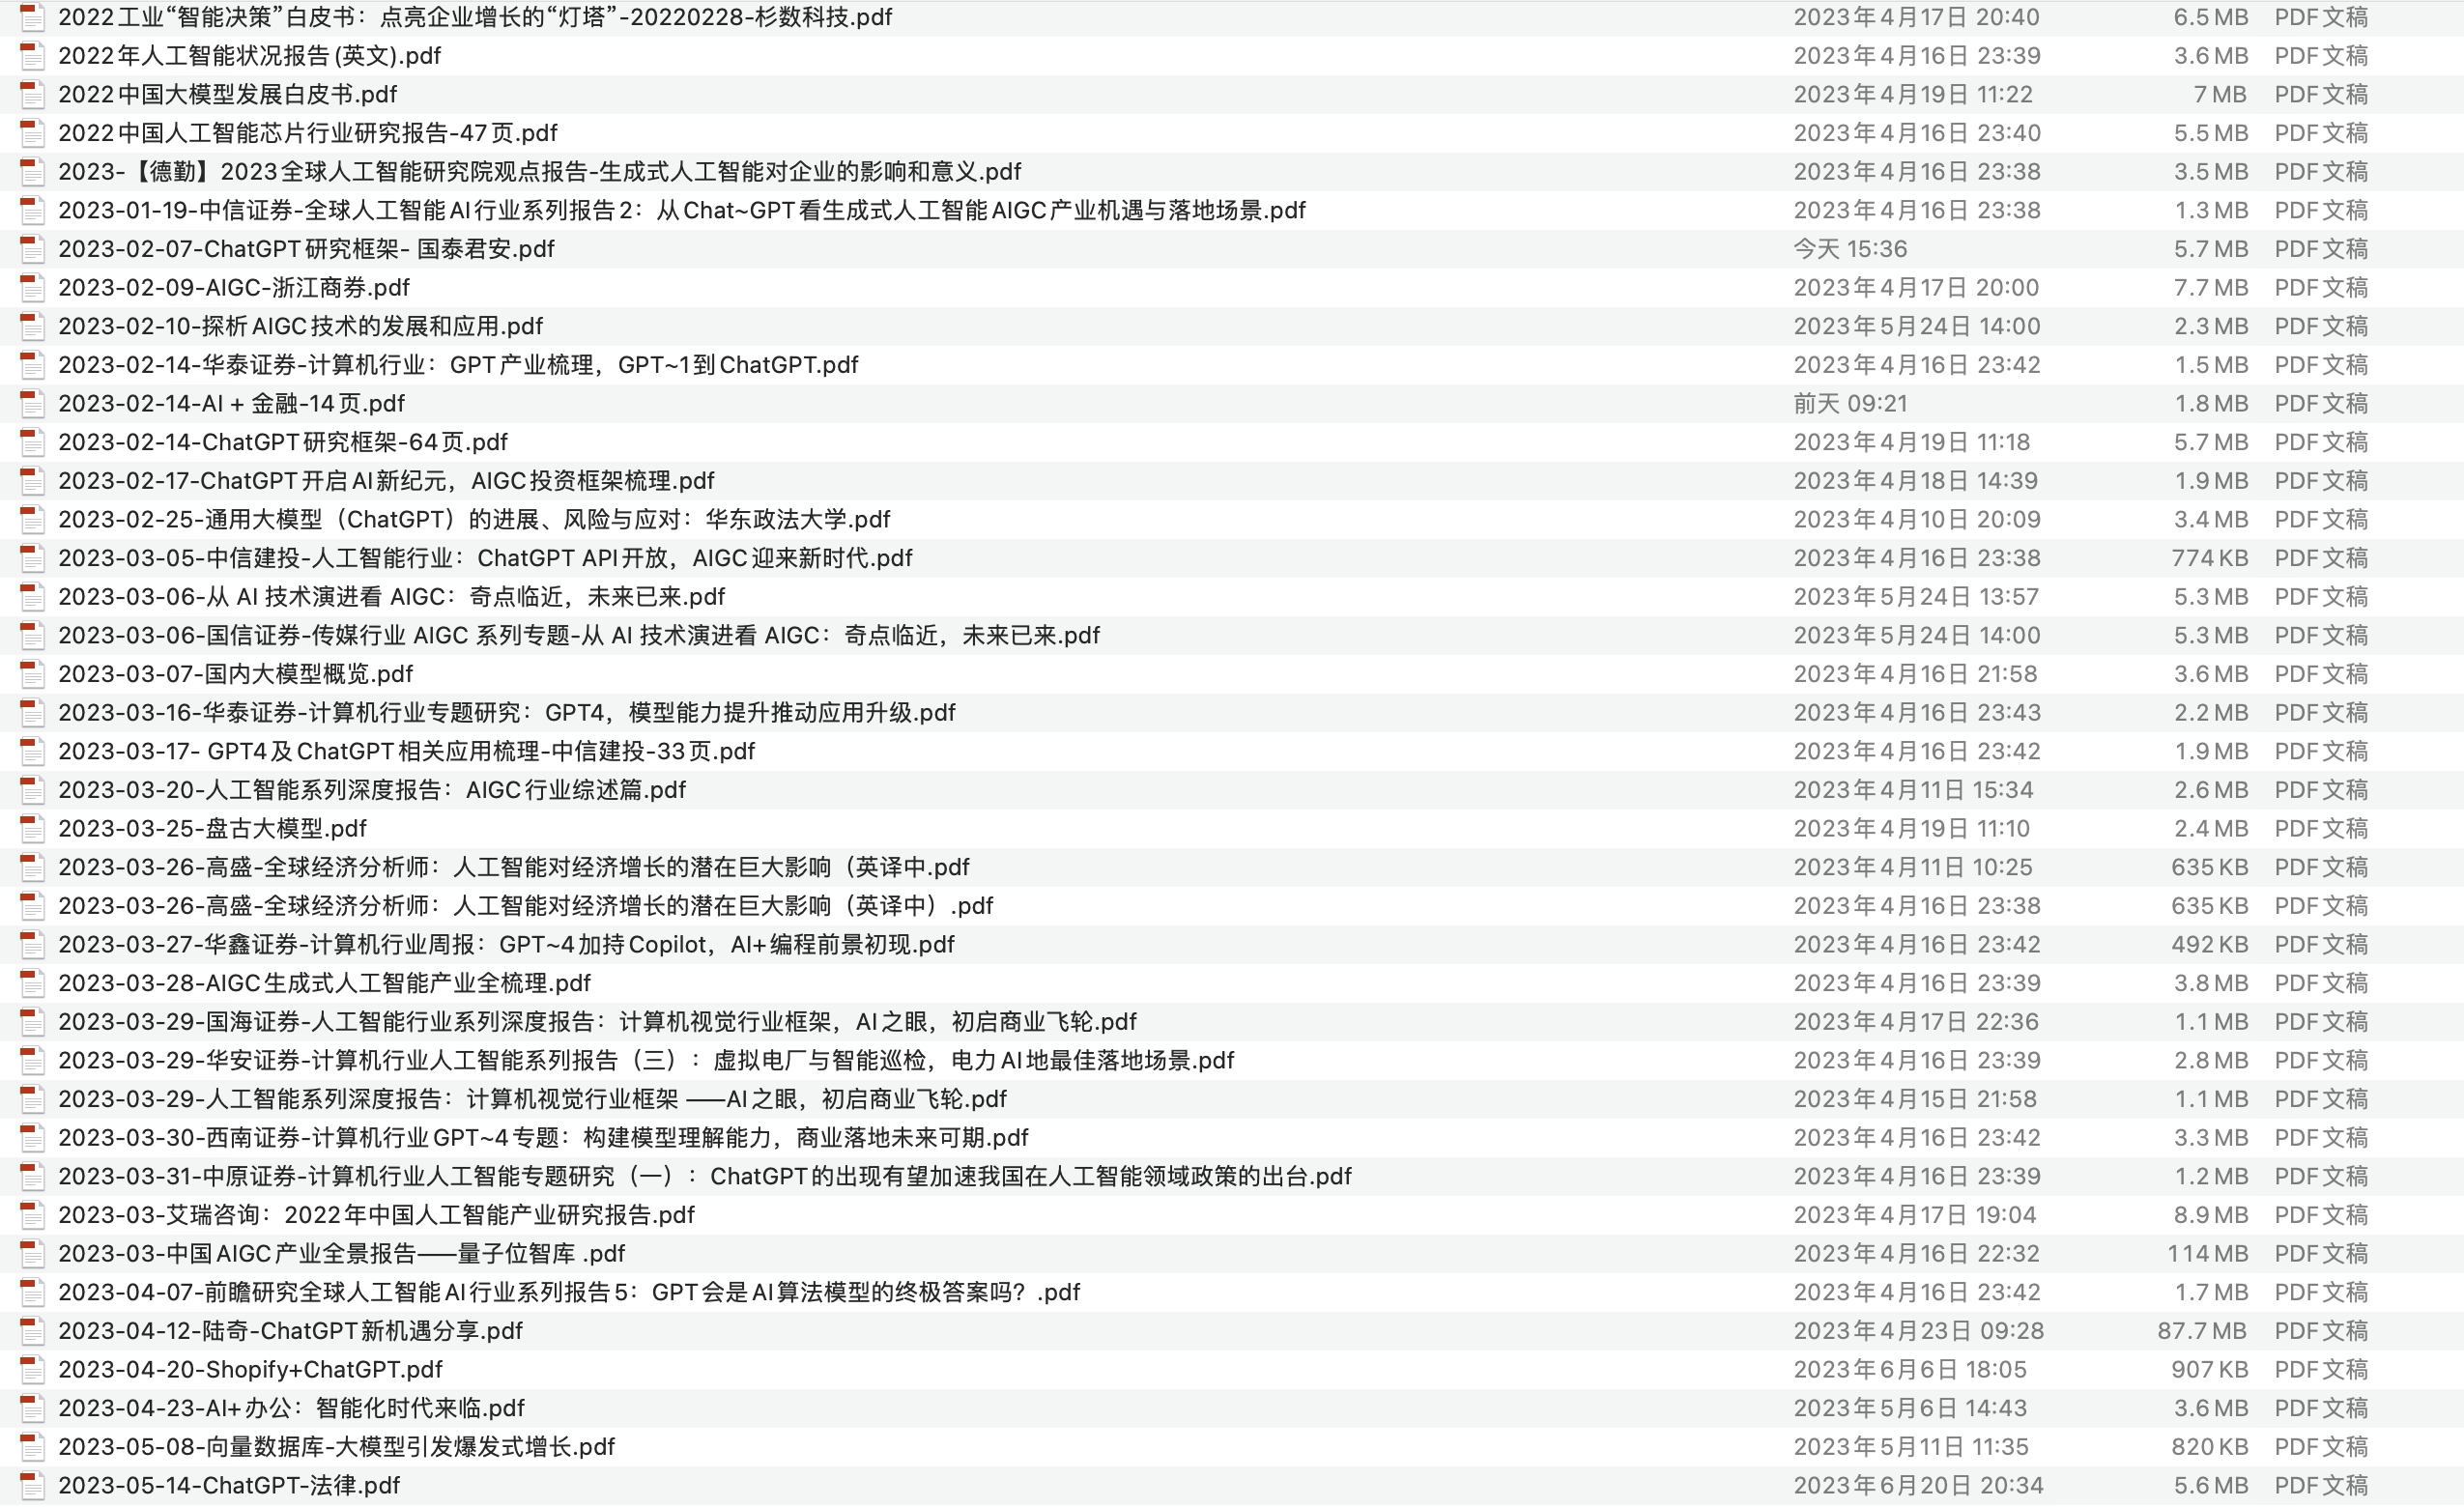 2022工业“智能决策”白皮书：点亮企业增长的“灯塔”-20220228-杉数科技.pdf 2023年4月17日 20:40 6.5 MB PDF文稿
2022年人工智能状况报告(英文).pdf 2023年4月16日 23:39 3.6 MB PDF文稿
2022中国大模型发展白皮书.pdf 2023年4月19日 11:22 7 MB PDF文稿
2022中国人工智能芯片行业研究报告-47页.pdf 2023年4月16日 23:40 5.5 MB PDF文稿
2023-【德勤】2023全球人工智能研究院观点报告-生成式人工智能对企业的影响和意义.pdf 2023年4月16日 23:38 3.5 MB PDF文稿
2023-01-19-中信证券-全球人工智能AI行业系列报告2：从Chat~GPT看生成式人工智能AIGC产业机遇与落地场景.pdf 2023年4月16日 23:38 1.3 MB PDF文稿
2023-02-07-ChatGPT研究框架- 国泰君安.pdf 今天 15:36 5.7 MB PDF文稿
2023-02-09-AIGC-浙江商券.pdf 2023年4月17日 20:00 7.7 MB PDF文稿
2023-02-10-探析AIGC技术的发展和应用.pdf 2023年5月24日 14:00 2.3 MB PDF文稿
2023-02-14-华泰证券-计算机行业：GPT产业梳理，GPT~1到ChatGPT.pdf 2023年4月16日 23:42 1.5 MB PDF文稿
2023-02-14-AI + 金融-14页.pdf 前天 09:21 1.8 MB PDF文稿
2023-02-14-ChatGPT研究框架-64页.pdf 2023年4月19日 11:18 5.7 MB PDF文稿
2023-02-17-ChatGPT开启AI新纪元，AIGC投资框架梳理.pdf 2023年4月18日 14:39 1.9 MB PDF文稿
2023-02-25-通用大模型（ChatGPT）的进展、风险与应对：华东政法大学.pdf 2023年4月10日 20:09 3.4 MB PDF文稿
2023-03-05-中信建投-人工智能行业：ChatGPT API开放，AIGC迎来新时代.pdf 2023年4月16日 23:38 774 KB PDF文稿
2023-03-06-从 AI 技术演进看 AIGC：奇点临近，未来已来.pdf 2023年5月24日 13:57 5.3 MB PDF文稿
2023-03-06-国信证券-传媒行业 AIGC 系列专题-从 AI 技术演进看 AIGC：奇点临近，未来已来.pdf 2023年5月24日 14:00 5.3 MB PDF文稿
2023-03-07-国内大模型概览.pdf 2023年4月16日 21:58 3.6 MB PDF文稿
2023-03-16-华泰证券-计算机行业专题研究：GPT4，模型能力提升推动应用升级.pdf 2023年4月16日 23:43 2.2 MB PDF文稿
2023-03-17- GPT4及ChatGPT相关应用梳理-中信建投-33页.pdf 2023年4月16日 23:42 1.9 MB PDF文稿
2023-03-20-人工智能系列深度报告：AIGC行业综述篇.pdf 2023年4月11日 15:34 2.6 MB PDF文稿
2023-03-25-盘古大模型.pdf 2023年4月19日 11:10 2.4 MB PDF文稿
2023-03-26-高盛-全球经济分析师：人工智能对经济增长的潜在巨大影响（英译中.pdf 2023年4月11日 10:25 635 KB PDF文稿
2023-03-26-高盛-全球经济分析师：人工智能对经济增长的潜在巨大影响（英译中）.pdf 2023年4月16日 23:38 635 KB PDF文稿
2023-03-27-华鑫证券-计算机行业周报：GPT~4加持Copilot，AI+编程前景初现.pdf 2023年4月16日 23:42 492 KB PDF文稿
2023-03-28-AIGC生成式人工智能产业全梳理.pdf 2023年4月16日 23:39 3.8 MB PDF文稿
2023-03-29-国海证券-人工智能行业系列深度报告：计算机视觉行业框架，AI之眼，初启商业飞轮.pdf 2023年4月17日 22:36 1.1 MB PDF文稿
2023-03-29-华安证券-计算机行业人工智能系列报告（三）：虚拟电厂与智能巡检，电力AI地最佳落地场景.pdf 2023年4月16日 23:39 2.8 MB PDF文稿
2023-03-29-人工智能系列深度报告：计算机视觉行业框架 ——AI之眼，初启商业飞轮.pdf 2023年4月15日 21:58 1.1 MB PDF文稿
2023-03-30-西南证券-计算机行业GPT~4专题：构建模型理解能力，商业落地未来可期.pdf 2023年4月16日 23:42 3.3 MB PDF文稿
2023-03-31-中原证券-计算机行业人工智能专题研究（一）：ChatGPT的出现有望加速我国在人工智能领域政策的出台.pdf 2023年4月16日 23:39 1.2 MB PDF文稿
2023-03-艾瑞咨询：2022年中国人工智能产业研究报告.pdf 2023年4月17日 19:04 8.9 MB PDF文稿
2023-03-中国AIGC产业全景报告——量子位智库 .pdf 2023年4月16日 22:32 114 MB PDF文稿
2023-04-07-前瞻研究全球人工智能AI行业系列报告5：GPT会是AI算法模型的终极答案吗？.pdf 2023年4月16日 23:42 1.7 MB PDF文稿
2023-04-12-陆奇-ChatGPT新机遇分享.pdf 2023年4月23日 09:28 87.7 MB PDF文稿
2023-04-20-Shopify+ChatGPT.pdf 2023年6月6日 18:05 907 KB PDF文稿
2023-04-23-AI+办公：智能化时代来临.pdf 2023年5月6日 14:43 3.6 MB PDF文稿
2023-05-08-向量数据库-大模型引发爆发式增长.pdf 2023年5月11日 11:35 820 KB PDF文稿
2023-05-14-ChatGPT-法律.pdf 2023年6月20日 20:34 5.6 MB PDF文稿